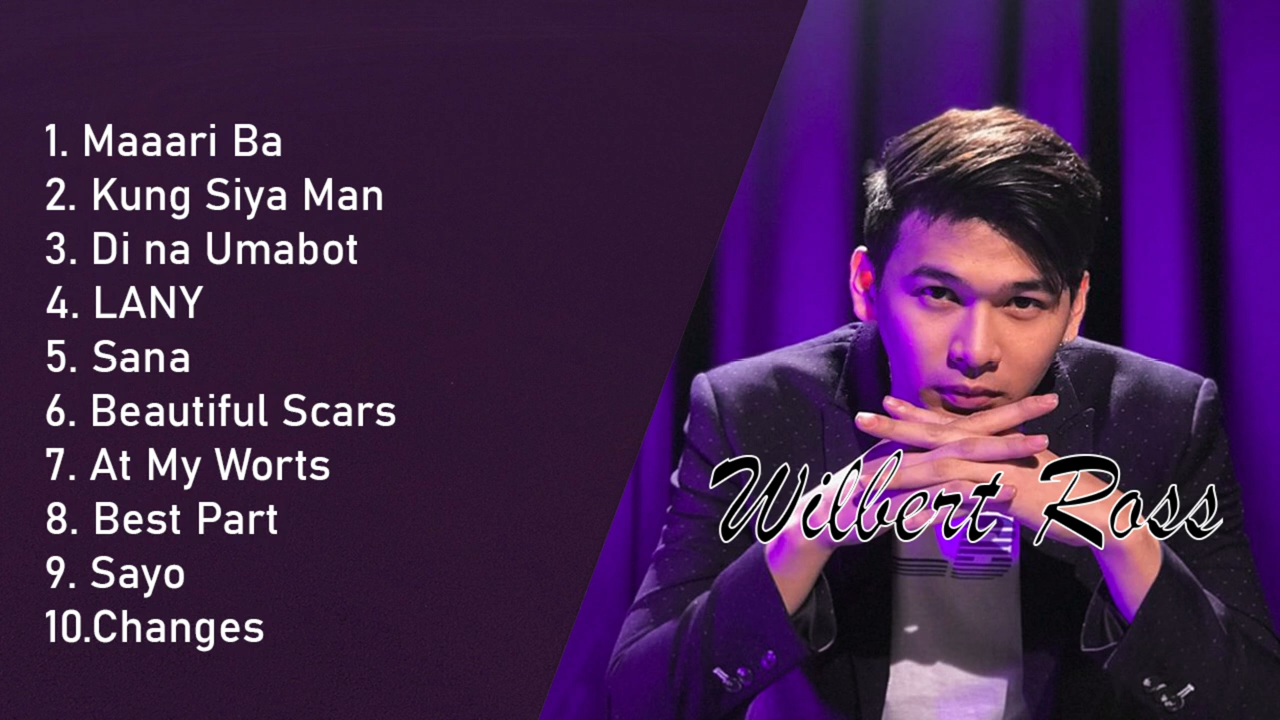 1. Maaari Ba
2. Kung Siya Man
3. Di na Umabot
4. LANY
5. Sana
6. Beautiful Scars
7. At My Worts
8. Best Part
9. Sayo
10.Changes
Wilbert Ross